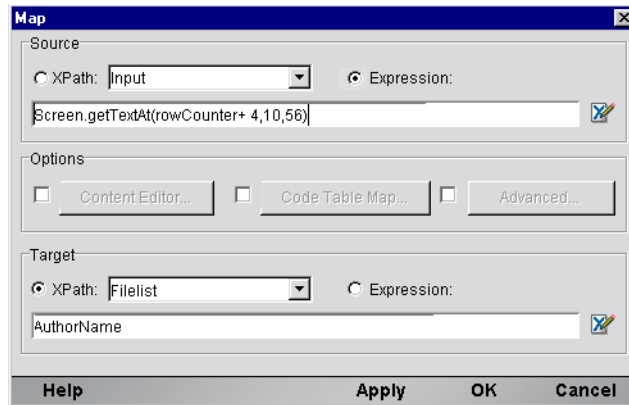 Map
Source
XPath: Input Expression:
Screen.getTextAt(rowCounter+ 4,10,56)
Options
Content Editor... Code Table Map... Advanced...
Target
XPath: Filelist Expression:
AuthorName
Help Apply OK Cancel